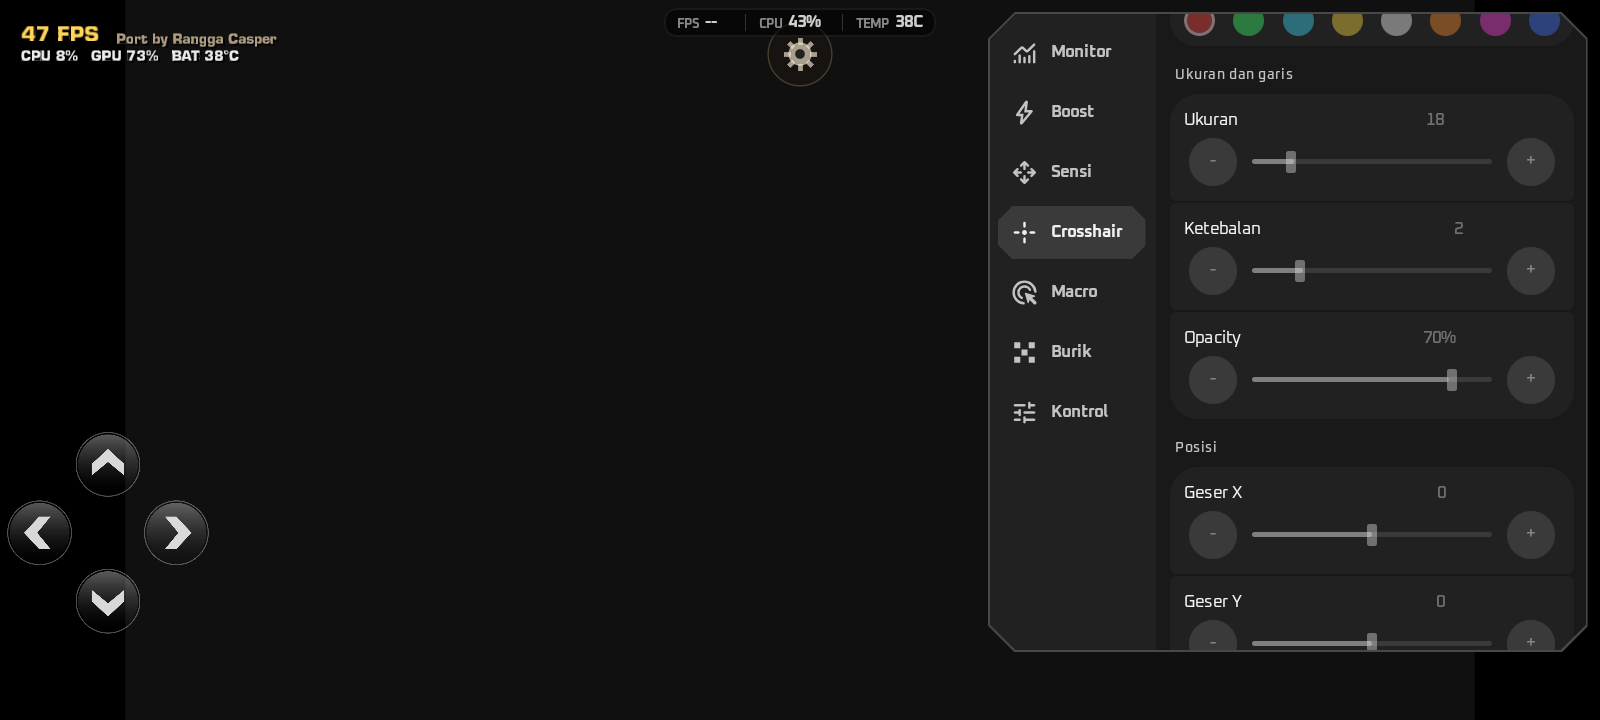 47 FPS Port by Rangga Casper
CPU 8% GPU 73% BAT 38°C
FPS -- CPU 43% TEMP 38C
Monitor
Boost
Sensi
Crosshair
Macro
Burik
Kontrol
Ukuran dan garis
Ukuran 18
- +
Ketebalan 2
- +
Opacity 70%
- +
Posisi
Geser X 0
- +
Geser Y 0
- +